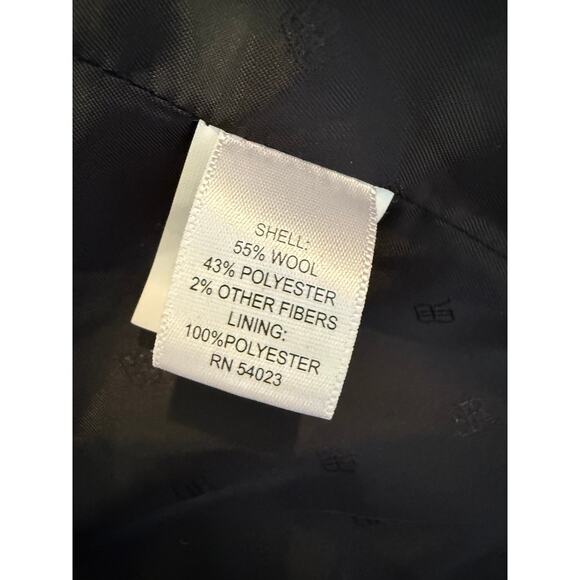 SHELL:
55% WOOL
43% POLYESTER
2% OTHER FIBERS
LINING:
100%POLYESTER
RN 54023